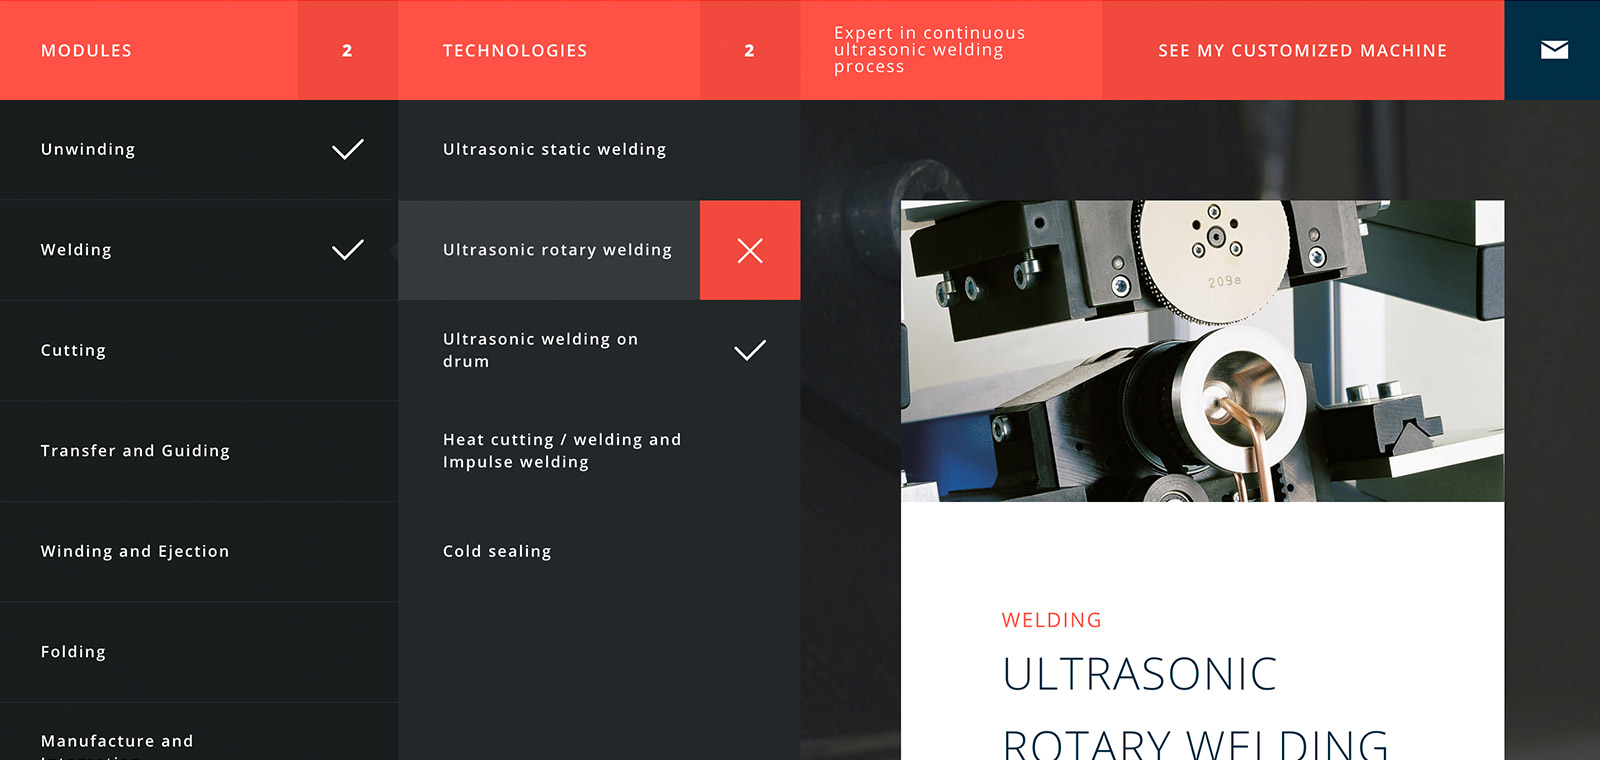 MODULES
2
TECHNOLOGIES
2
Expert in continuous
ultrasonic welding
process
SEE MY CUSTOMIZED MACHINE
Unwinding
Welding
Cutting
Transfer and Guiding
Winding and Ejection
Folding
Manufacture and
Ultrasonic static welding
Ultrasonic rotary welding
Ultrasonic welding on
drum
Heat cutting / welding and
Impulse welding
Cold sealing
209a
WELDING
ULTRASONIC
ROTARY WELDING